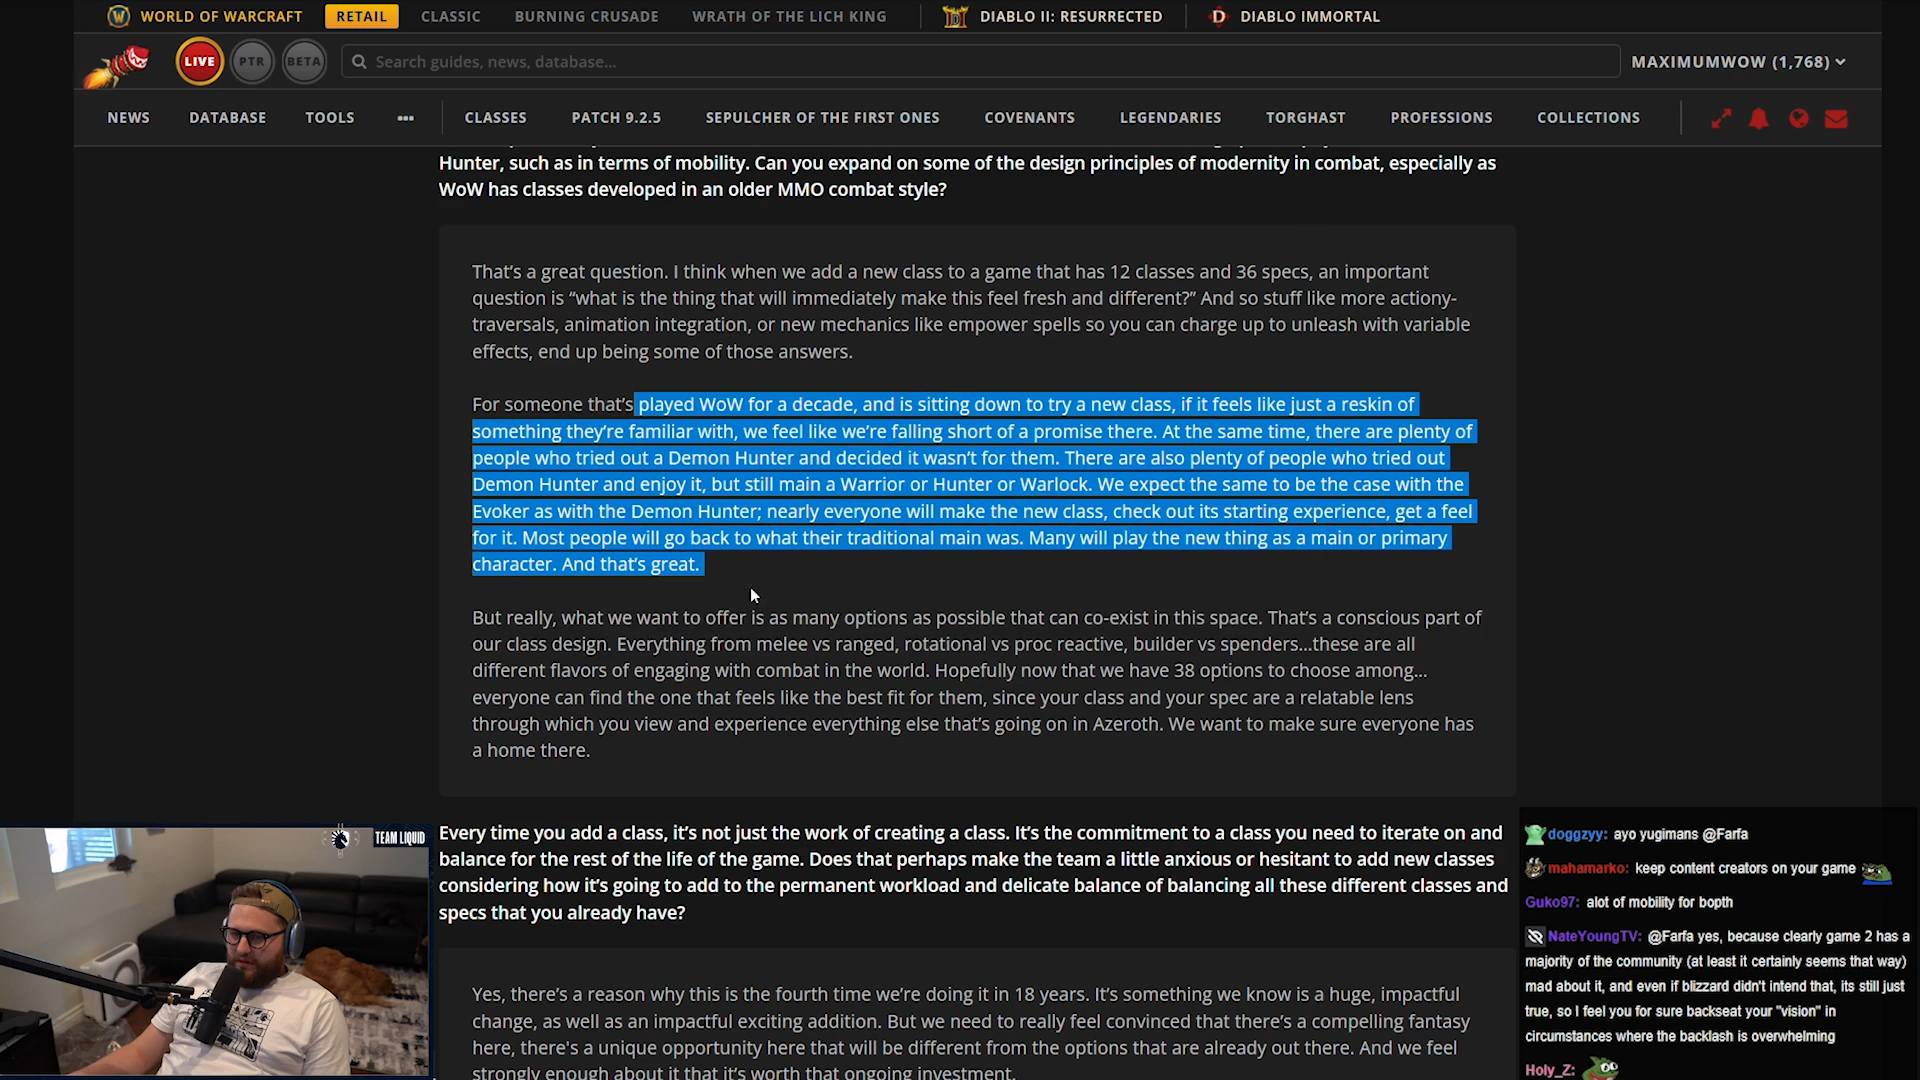 WORLD OF WARCRAFT RETAIL CLASSIC BURNING CRUSADE WRATH OF THE LICH KING DIABLO II: RESURRECTED DIABLO IMMORTAL
LIVE PTR BETA Search guides, news, database... MAXIMUMWOW (1,768)
NEWS DATABASE TOOLS ••• CLASSES PATCH 9.2.5 SEPULCHER OF THE FIRST ONES COVENANTS LEGENDARIES TORGHAST PROFESSIONS COLLECTIONS
Hunter, such as in terms of mobility. Can you expand on some of the design principles of modernity in combat, especially as
WoW has classes developed in an older MMO combat style?
That’s a great question. I think when we add a new class to a game that has 12 classes and 36 specs, an important
question is “what is the thing that will immediately make this feel fresh and different?” And so stuff like more actiony-
traversals, animation integration, or new mechanics like empower spells so you can charge up to unleash with variable
effects, end up being some of those answers.
For someone that’s played WoW for a decade, and is sitting down to try a new class, if it feels like just a reskin of
something they’re familiar with, we feel like we’re falling short of a promise there. At the same time, there are plenty of
people who tried out a Demon Hunter and decided it wasn’t for them. There are also plenty of people who tried out
Demon Hunter and enjoy it, but still main a Warrior or Hunter or Warlock. We expect the same to be the case with the
Evoker as with the Demon Hunter; nearly everyone will make the new class, check out its starting experience, get a feel
for it. Most people will go back to what their traditional main was. Many will play the new thing as a main or primary
character. And that’s great.
But really, what we want to offer is as many options as possible that can co-exist in this space. That’s a conscious part of
our class design. Everything from melee vs ranged, rotational vs proc reactive, builder vs spenders...these are all
different flavors of engaging with combat in the world. Hopefully now that we have 38 options to choose among...
everyone can find the one that feels like the best fit for them, since your class and your spec are a relatable lens
through which you view and experience everything else that’s going on in Azeroth. We want to make sure everyone has
a home there.
Every time you add a class, it’s not just the work of creating a class. It’s the commitment to a class you need to iterate on and
balance for the rest of the life of the game. Does that perhaps make the team a little anxious or hesitant to add new classes
considering how it’s going to add to the permanent workload and delicate balance of balancing all these different classes and
specs that you already have?
Yes, there’s a reason why this is the fourth time we’re doing it in 18 years. It’s something we know is a huge, impactful
change, as well as an impactful exciting addition. But we need to really feel convinced that there’s a compelling fantasy
here, there's a unique opportunity here that will be different from the options that are already out there. And we feel
strongly enough about it that it’s worth that ongoing investment.
TEAM LIQUID
doggzyy: ayo yugimans @Farfa
mahamarko: keep content creators on your game
Guko97: alot of mobility for bopth
NateYoungTV: @Farfa yes, because clearly game 2 has a
majority of the community (at least it certainly seems that way)
mad about it, and even if blizzard didn't intend that, its still just
true, so I feel you for sure backseat your "vision" in
circumstances where the backlash is overwhelming
Holy_Z: